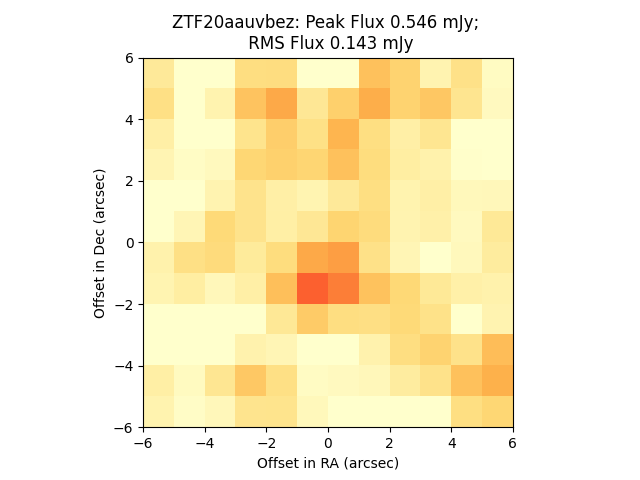 ZTF20aauvbez: Peak Flux 0.546 mJy;
RMS Flux 0.143 mJy
6
4
2
0
−2
−4
−6
Offset in Dec (arcsec)
−6 −4 −2 0 2 4 6
Offset in RA (arcsec)